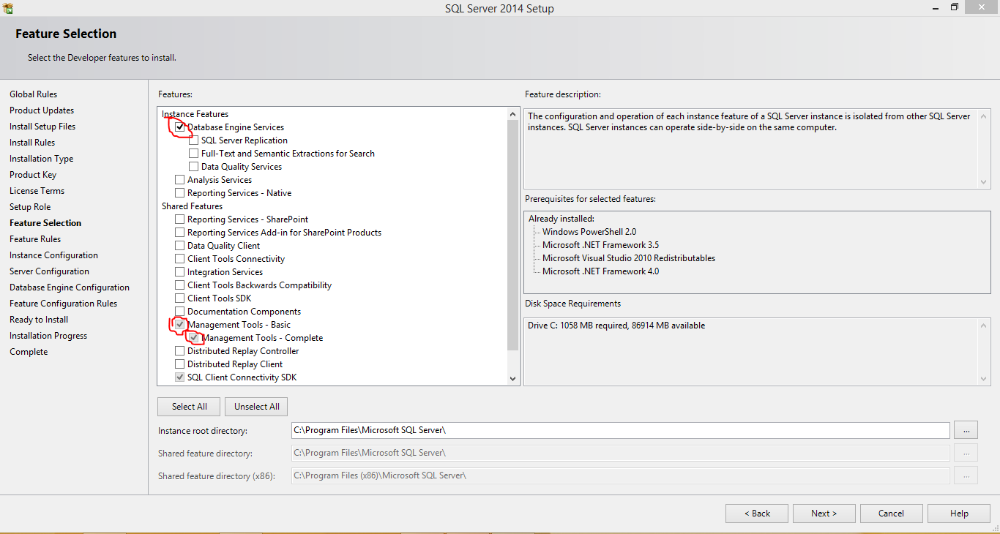 SQL Server 2014 Setup
Feature Selection
Select the Developer features to install.
Global Rules
Product Updates
Install Setup Files
Install Rules
Installation Type
Product Key
License Terms
Setup Role
Feature Selection
Feature Rules
Instance Configuration
Server Configuration
Database Engine Configuration
Feature Configuration Rules
Ready to Install
Installation Progress
Complete
Features:
Instance Features
Database Engine Services
SQL Server Replication
Full-Text and Semantic Extractions for Search
Data Quality Services
Analysis Services
Reporting Services - Native
Shared Features
Reporting Services - SharePoint
Reporting Services Add-in for SharePoint Products
Data Quality Client
Client Tools Connectivity
Integration Services
Client Tools Backwards Compatibility
Client Tools SDK
Documentation Components
Management Tools - Basic
Management Tools - Complete
Distributed Replay Controller
Distributed Replay Client
SQL Client Connectivity SDK
Select All
Unselect All
Feature description:
The configuration and operation of each instance feature of a SQL Server instance is isolated from other SQL Server
instances. SQL Server instances can operate side-by-side on the same computer.
Prerequisites for selected features:
Already installed:
Windows PowerShell 2.0
Microsoft .NET Framework 3.5
Microsoft Visual Studio 2010 Redistributables
Microsoft .NET Framework 4.0
Disk Space Requirements
Drive C: 1058 MB required, 86914 MB available
Instance root directory: C:\Program Files\Microsoft SQL Server\ ...
Shared feature directory: C:\Program Files\Microsoft SQL Server\ ...
Shared feature directory (x86): C:\Program Files (x86)\Microsoft SQL Server\ ...
< Back
Next >
Cancel
Help